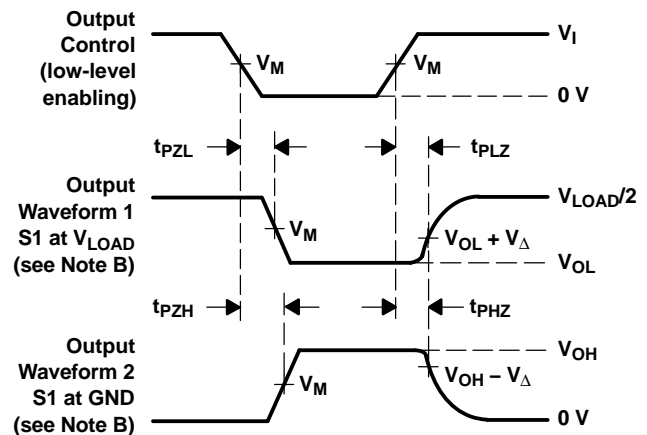 Output
Control
(low-level
enabling)
V_M
V_M
V_I
0 V
t_PZL
t_PLZ
Output
Waveform 1
S1 at V_LOAD
(see Note B)
V_M
V_LOAD/2
V_OL + V_Δ
V_OL
t_PZH
t_PHZ
Output
Waveform 2
S1 at GND
(see Note B)
V_M
V_OH
V_OH – V_Δ
0 V